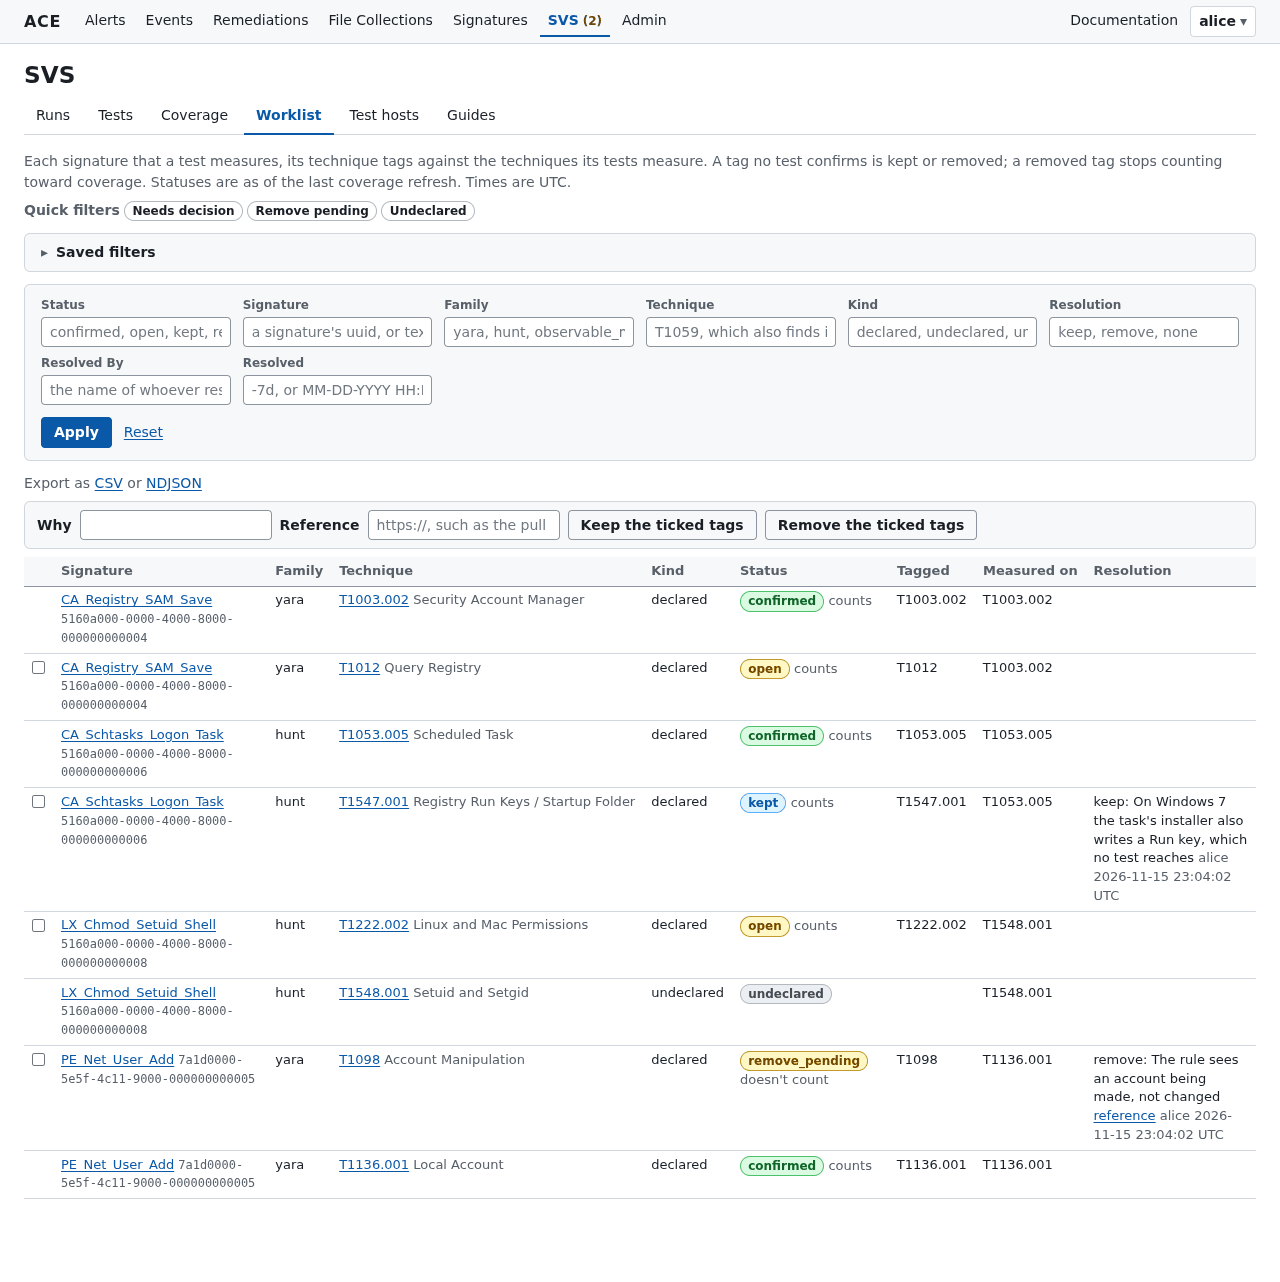 ACE Alerts Events Remediations File Collections Signatures SVS (2) Admin Documentation alice ▾
SVS
Runs Tests Coverage Worklist Test hosts Guides
Each signature that a test measures, its technique tags against the techniques its tests measure. A tag no test confirms is kept or removed; a removed tag stops counting
toward coverage. Statuses are as of the last coverage refresh. Times are UTC.
Quick filters Needs decision Remove pending Undeclared
▸ Saved filters
Status Signature Family Technique Kind Resolution
confirmed, open, kept, re a signature's uuid, or tex yara, hunt, observable_r T1059, which also finds i declared, undeclared, ur keep, remove, none
Resolved By Resolved
the name of whoever res -7d, or MM-DD-YYYY HH:
Apply Reset
Export as CSV or NDJSON
Why Reference https://, such as the pull Keep the ticked tags Remove the ticked tags
Signature Family Technique Kind Status Tagged Measured on Resolution
CA_Registry_SAM_Save yara T1003.002 Security Account Manager declared confirmed counts T1003.002 T1003.002
5160a000-0000-4000-8000-
000000000004
CA_Registry_SAM_Save yara T1012 Query Registry declared open counts T1012 T1003.002
5160a000-0000-4000-8000-
000000000004
CA_Schtasks_Logon_Task hunt T1053.005 Scheduled Task declared confirmed counts T1053.005 T1053.005
5160a000-0000-4000-8000-
000000000006
CA_Schtasks_Logon_Task hunt T1547.001 Registry Run Keys / Startup Folder declared kept counts T1547.001 T1053.005 keep: On Windows 7
5160a000-0000-4000-8000- the task's installer also
000000000006 writes a Run key, which
no test reaches alice
2026-11-15 23:04:02
UTC
LX_Chmod_Setuid_Shell hunt T1222.002 Linux and Mac Permissions declared open counts T1222.002 T1548.001
5160a000-0000-4000-8000-
000000000008
LX_Chmod_Setuid_Shell hunt T1548.001 Setuid and Setgid undeclared undeclared T1548.001
5160a000-0000-4000-8000-
000000000008
PE_Net_User_Add 7a1d0000- yara T1098 Account Manipulation declared remove_pending T1098 T1136.001 remove: The rule sees
5e5f-4c11-9000-000000000005 doesn't count an account being
made, not changed
reference alice 2026-
11-15 23:04:02 UTC
PE_Net_User_Add 7a1d0000- yara T1136.001 Local Account declared confirmed counts T1136.001 T1136.001
5e5f-4c11-9000-000000000005